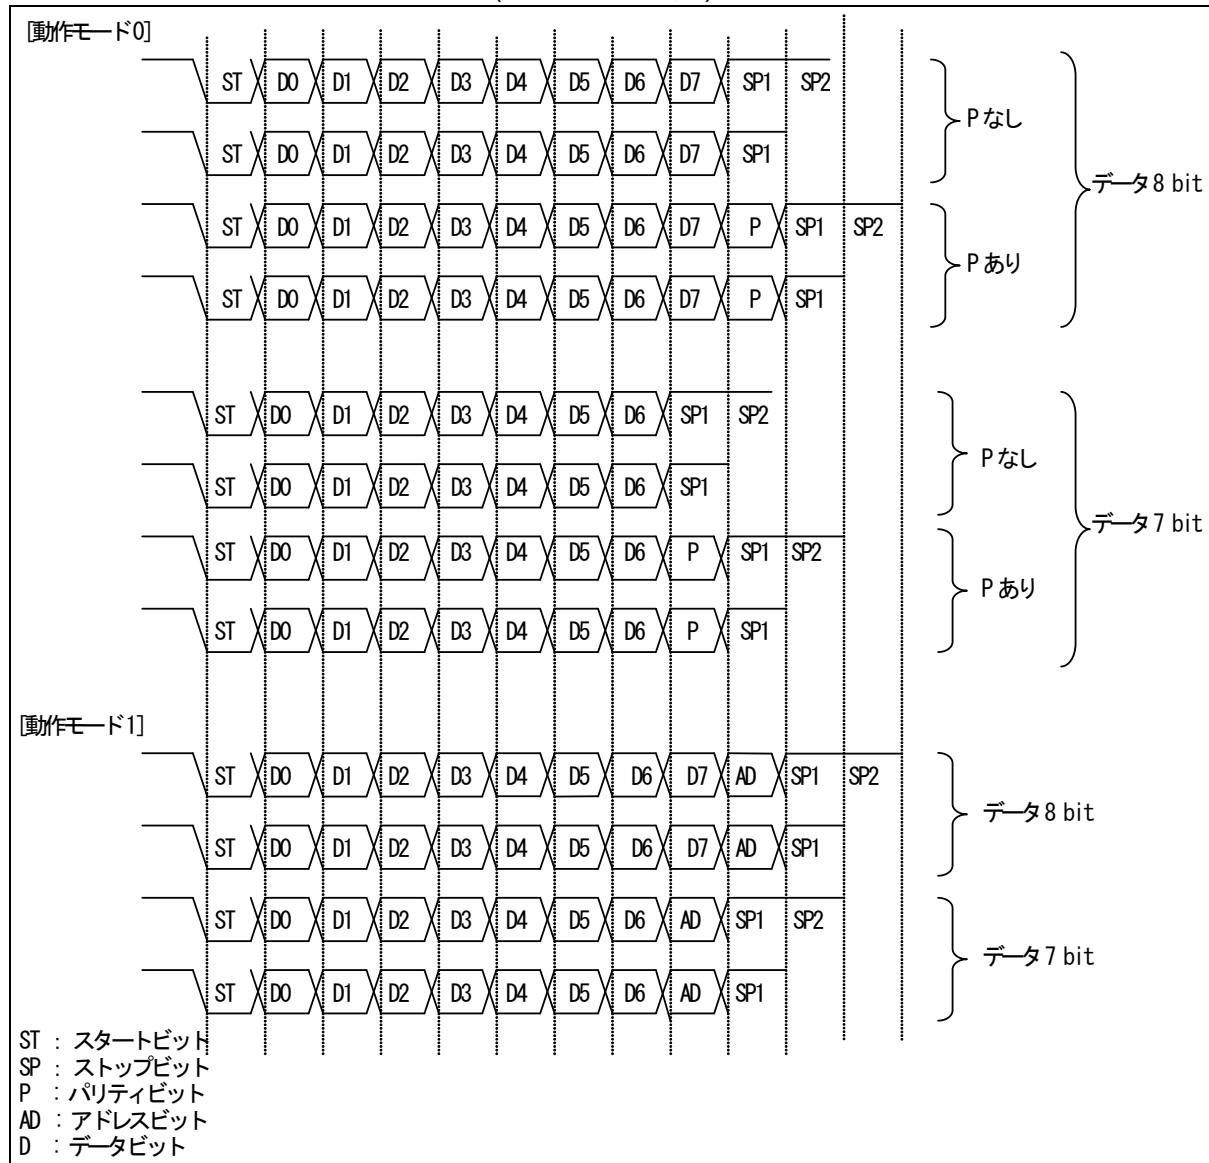 [動作モード0]
ST D0 D1 D2 D3 D4 D5 D6 D7 SP1 SP2
Pなし
ST D0 D1 D2 D3 D4 D5 D6 D7 SP1
データ8 bit
ST D0 D1 D2 D3 D4 D5 D6 D7 P SP1 SP2
Pあり
ST D0 D1 D2 D3 D4 D5 D6 D7 P SP1
ST D0 D1 D2 D3 D4 D5 D6 SP1 SP2
Pなし
ST D0 D1 D2 D3 D4 D5 D6 SP1
データ7 bit
ST D0 D1 D2 D3 D4 D5 D6 P SP1 SP2
Pあり
ST D0 D1 D2 D3 D4 D5 D6 P SP1
[動作モード1]
ST D0 D1 D2 D3 D4 D5 D6 D7 AD SP1 SP2
データ8 bit
ST D0 D1 D2 D3 D4 D5 D6 D7 AD SP1
ST D0 D1 D2 D3 D4 D5 D6 AD SP1 SP2
データ7 bit
ST D0 D1 D2 D3 D4 D5 D6 AD SP1
ST : スタートビット
SP : ストップビット
P : パリティビット
AD : アドレスビット
D : データビット